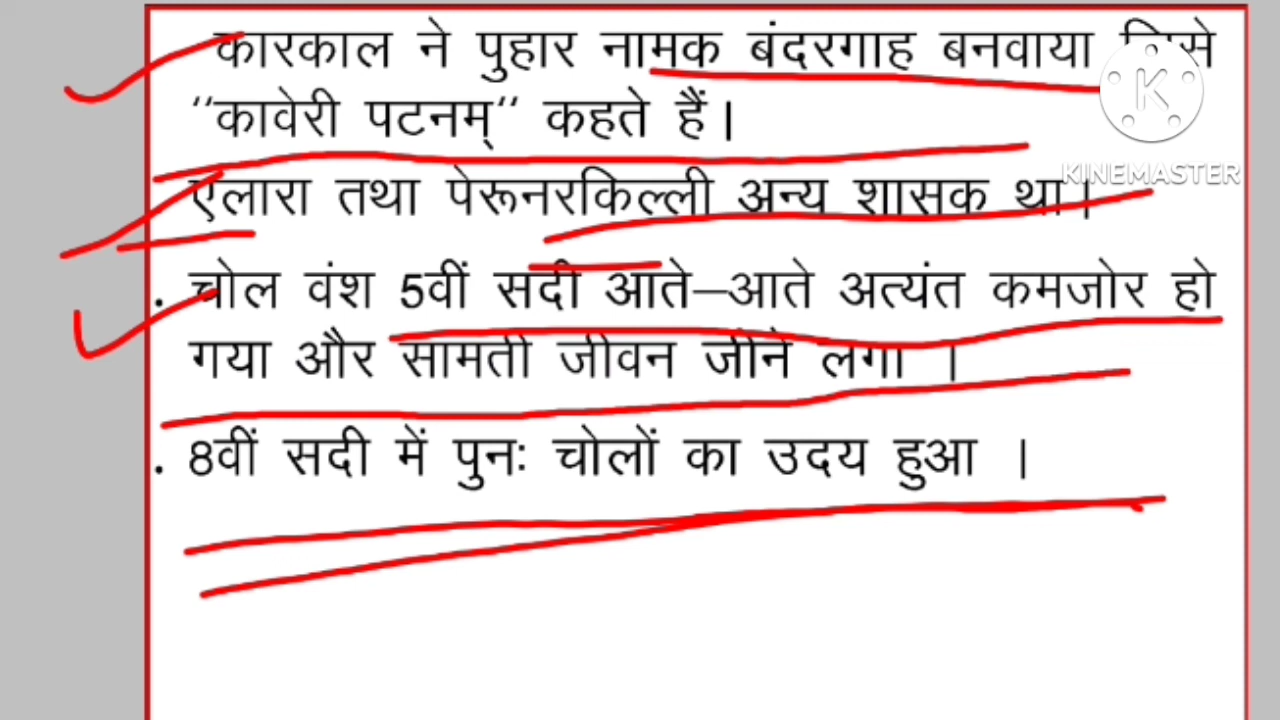 कारकाल ने पुहार नामक बंदरगाह बनवाया
‘‘कावेरी पटनम्‘‘ कहते हैं।
एलारा तथा पेरूनरकिल्ली अन्य शासक था।
. चोल वंश 5वीं सदी आते–आते अत्यंत कमजोर हो
गया और सामती जीवन जीने लगा ।
. 8वीं सदी में पुनः चोलों का उदय हुआ ।
K
KINEMASTER